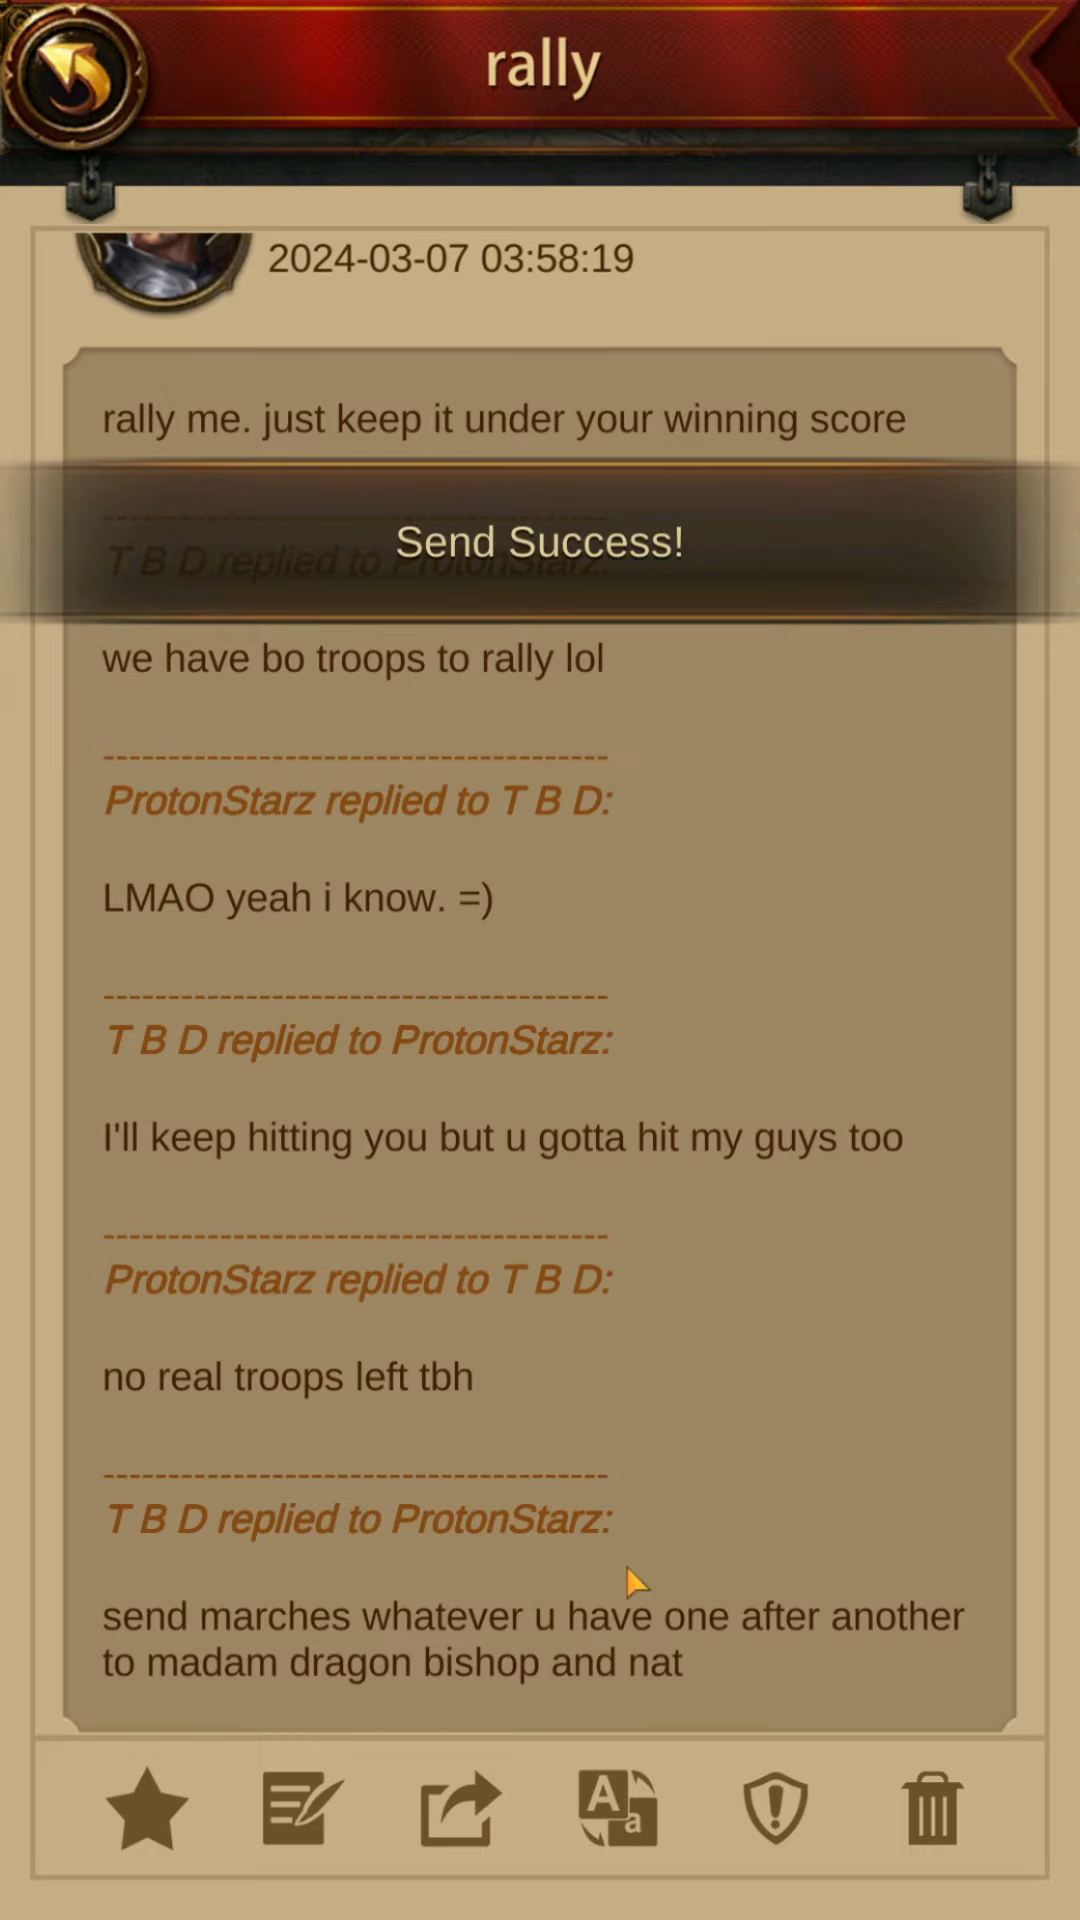 rally
2024-03-07 03:58:19
rally me. just keep it under your winning score
---------------------------------------
T B D replied to ProtonStarz:
Send Success!
we have bo troops to rally lol
---------------------------------------
ProtonStarz replied to T B D:
LMAO yeah i know. =)
---------------------------------------
T B D replied to ProtonStarz:
I'll keep hitting you but u gotta hit my guys too
---------------------------------------
ProtonStarz replied to T B D:
no real troops left tbh
---------------------------------------
T B D replied to ProtonStarz:
send marches whatever u have one after another
to madam dragon bishop and nat
A a